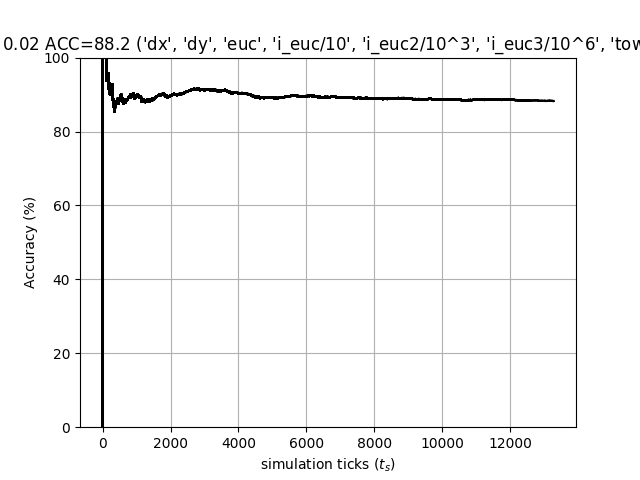 0.02 ACC=88.2 ('dx', 'dy', 'euc', 'i_euc/10', 'i_euc2/10^3', 'i_euc3/10^6', 'tow
100
80
60
40
20
0
Accuracy (%)
0 2000 4000 6000 8000 10000 12000
simulation ticks (t_s)